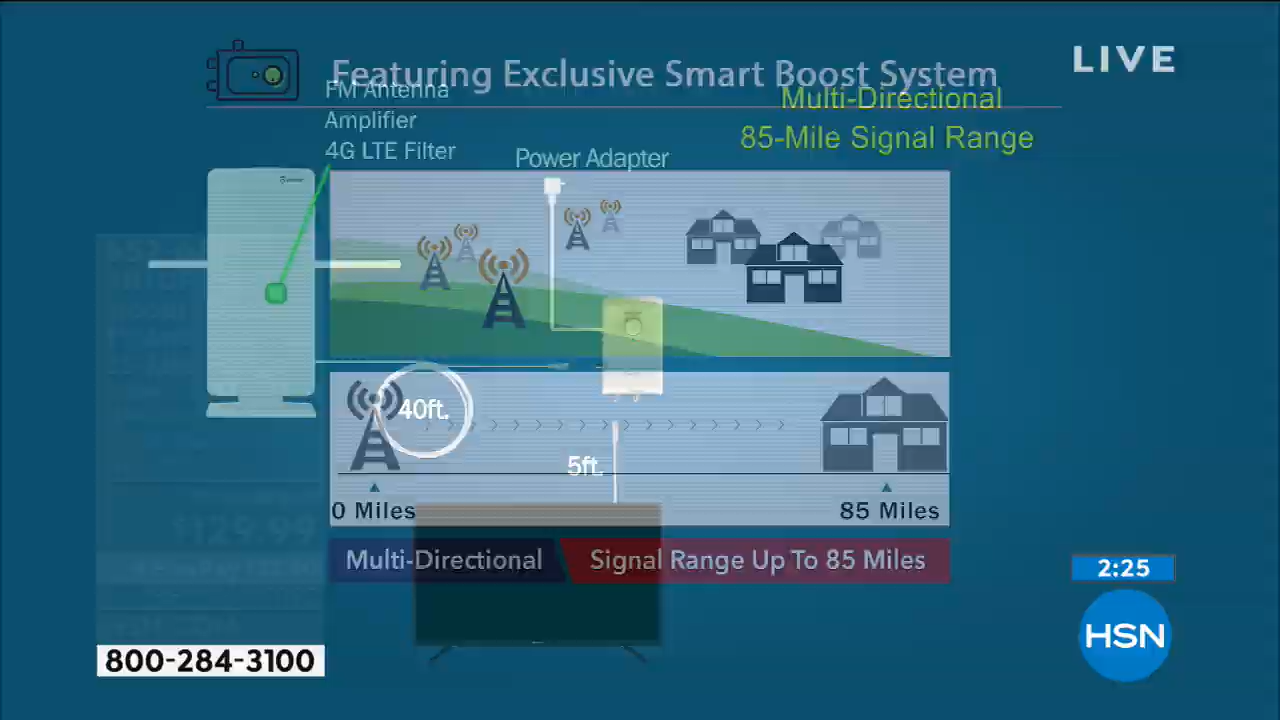 Featuring Exclusive Smart Boost System
LIVE
FM Antenna
Amplifier
4G LTE Filter
Multi-Directional
85-Mile Signal Range
Power Adapter
40ft.
5ft.
0 Miles
85 Miles
$129.99
Multi-Directional
Signal Range Up To 85 Miles
2:25
HSN
800-284-3100